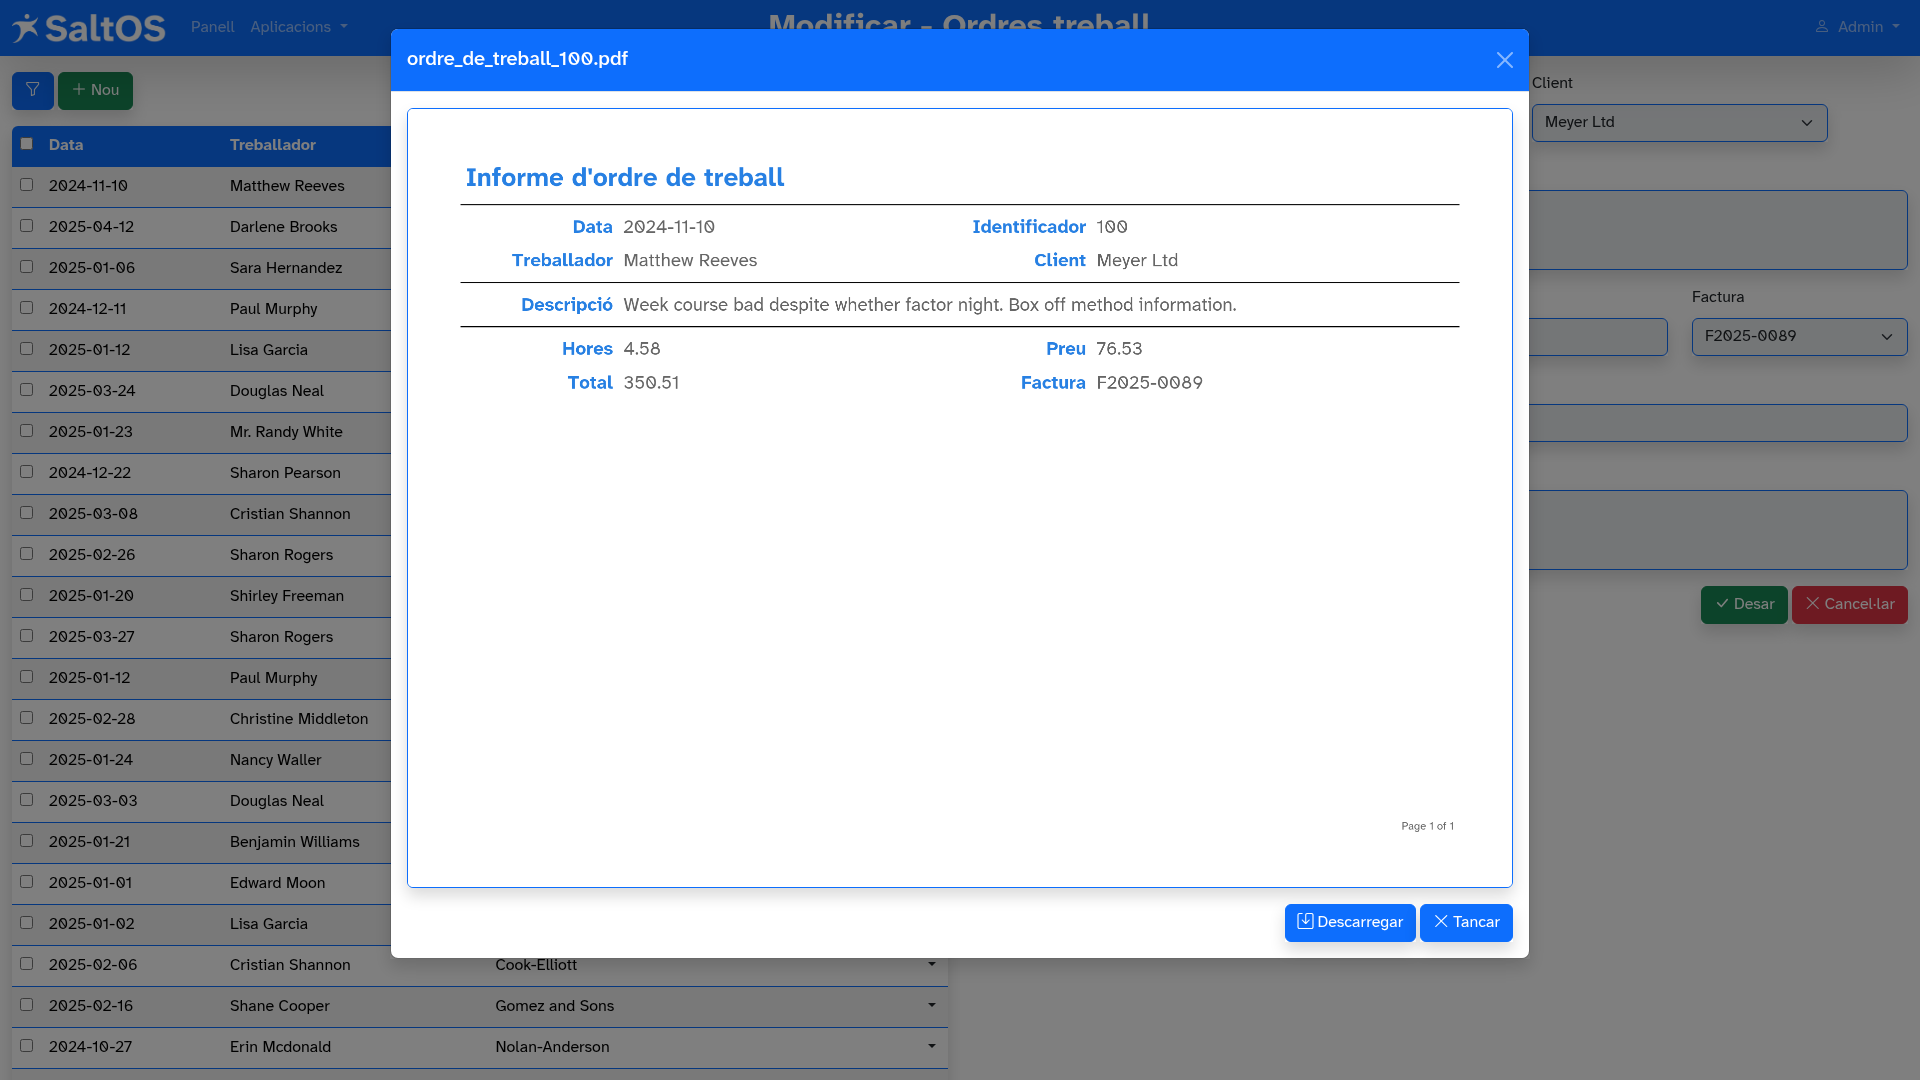 SaltOS
Panell
Aplicacions
Modificar - Ordres treball
Admin
ordre_de_treball_100.pdf
Nou
Client
Meyer Ltd
Data
Treballador
2024-11-10
Matthew Reeves
2025-04-12
Darlene Brooks
2025-01-06
Sara Hernandez
2024-12-11
Paul Murphy
2025-01-12
Lisa Garcia
2025-03-24
Douglas Neal
2025-01-23
Mr. Randy White
2024-12-22
Sharon Pearson
2025-03-08
Cristian Shannon
2025-02-26
Sharon Rogers
2025-01-20
Shirley Freeman
2025-03-27
Sharon Rogers
2025-01-12
Paul Murphy
2025-02-28
Christine Middleton
2025-01-24
Nancy Waller
2025-03-03
Douglas Neal
2025-01-21
Benjamin Williams
2025-01-01
Edward Moon
2025-01-02
Lisa Garcia
2025-02-06
Cristian Shannon
Cook-Elliott
2025-02-16
Shane Cooper
Gomez and Sons
2024-10-27
Erin Mcdonald
Nolan-Anderson
Informe d'ordre de treball
Data 2024-11-10
Identificador 100
Treballador Matthew Reeves
Client Meyer Ltd
Descripció Week course bad despite whether factor night. Box off method information.
Hores 4.58
Preu 76.53
Total 350.51
Factura F2025-0089
Page 1 of 1
Descarregar
Tancar
Factura
F2025-0089
Desar
Cancel·lar